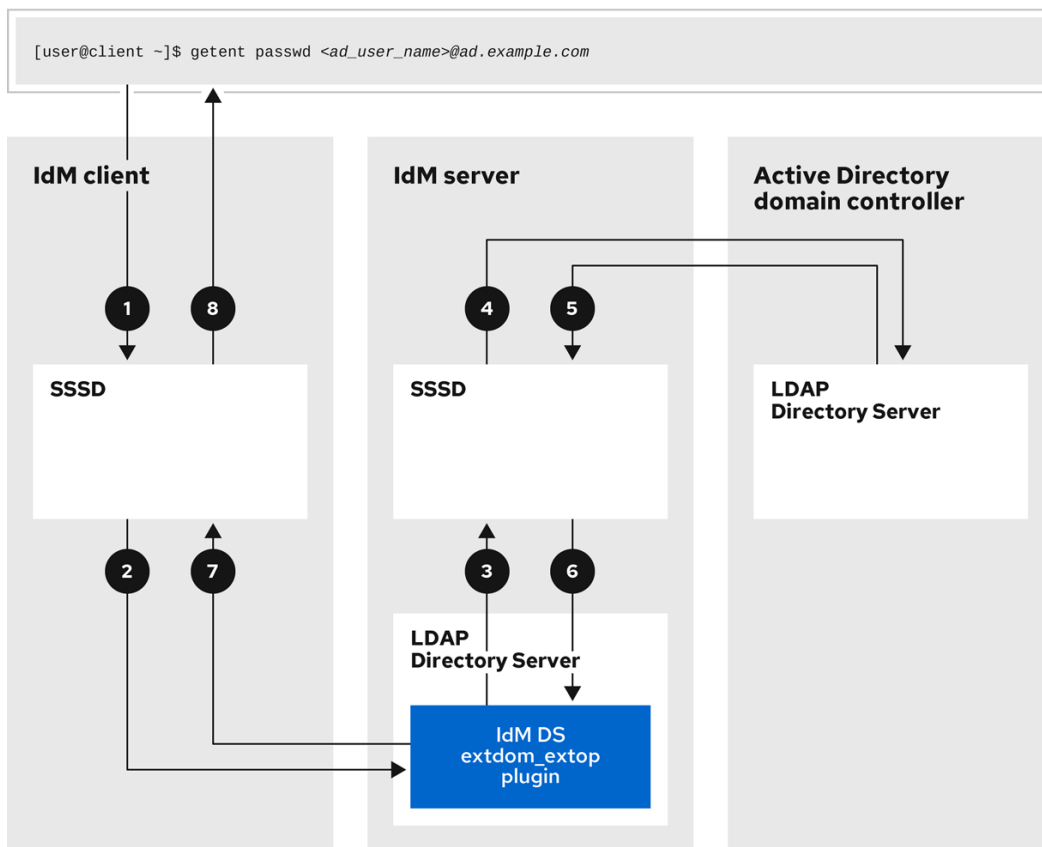 [user@client ~]$ getent passwd <ad_user_name>@ad.example.com
IdM client
IdM server
Active Directory
domain controller
1
8
4
5
SSSD
SSSD
LDAP
Directory Server
2
7
3
6
LDAP
Directory Server
IdM DS
extdom_extop
plugin